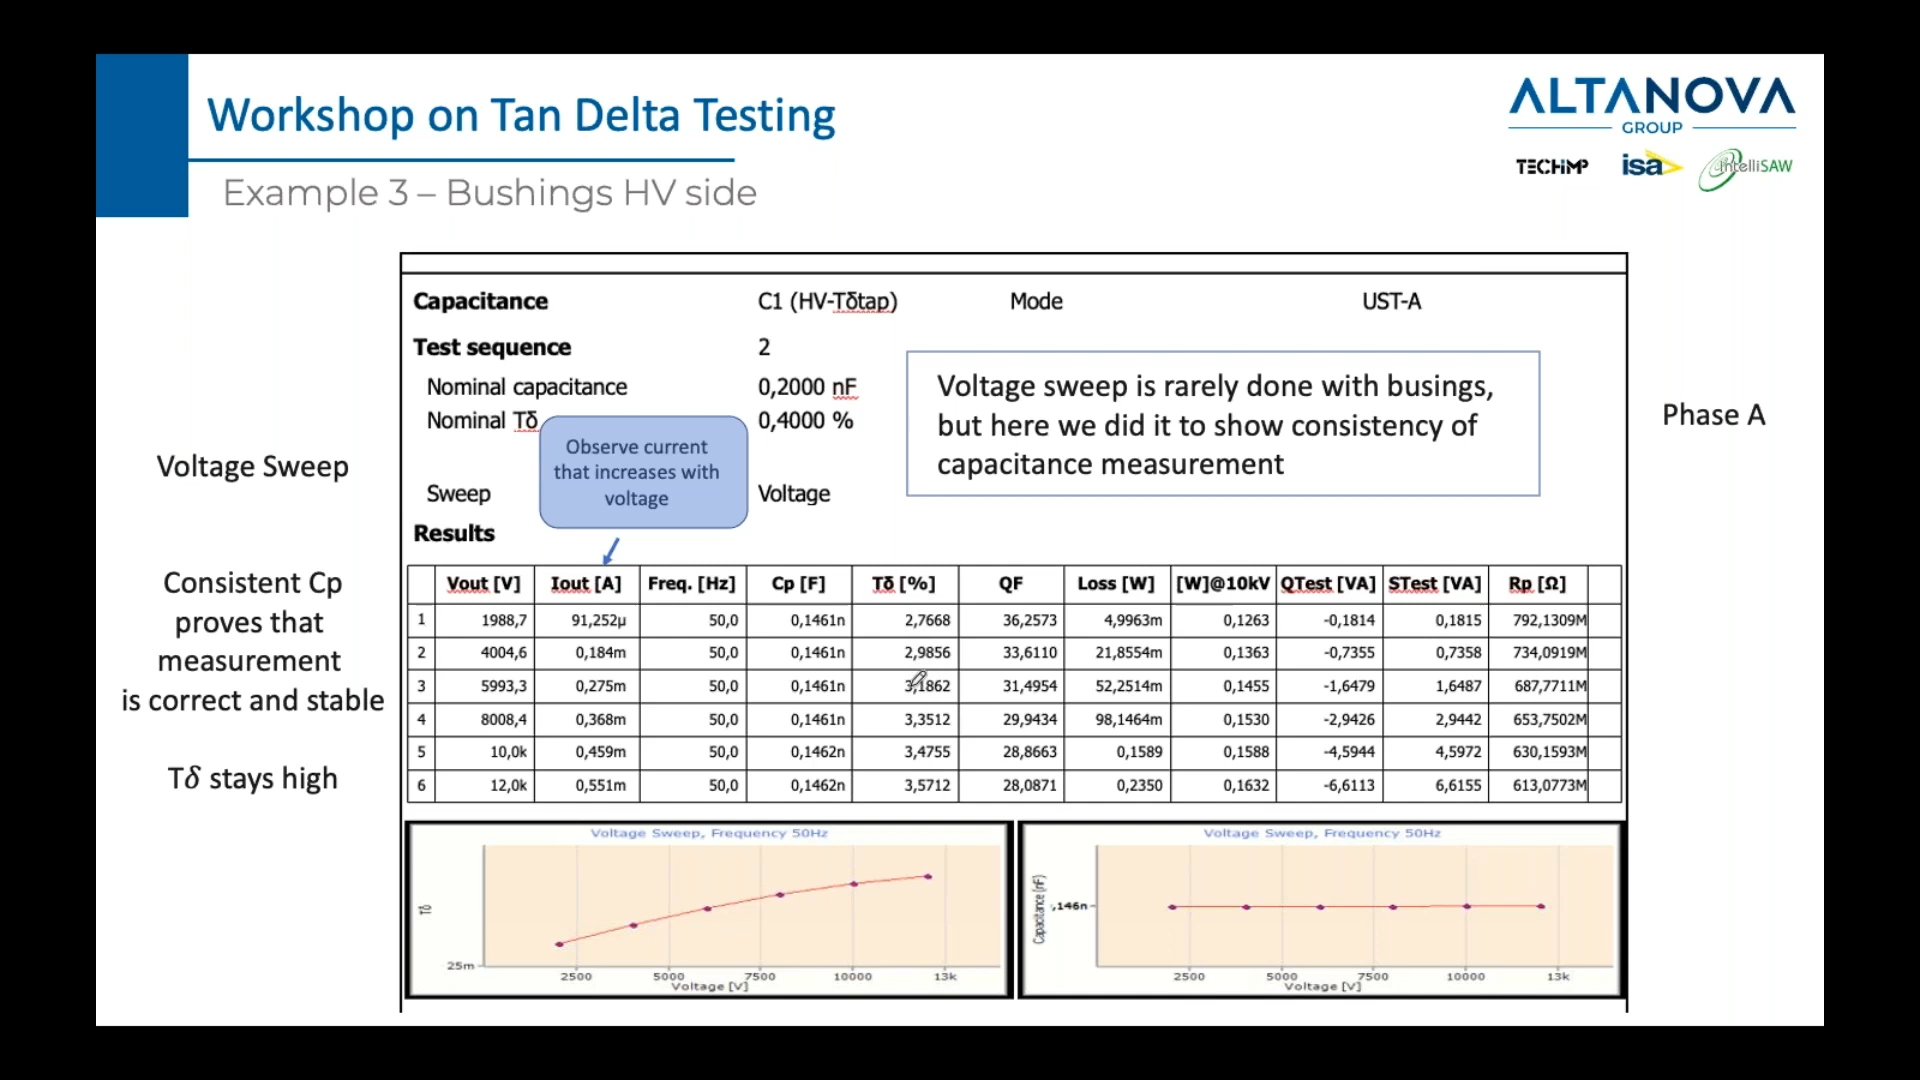 Workshop on Tan Delta Testing
ALTANOVA
GROUP
TECHIMP isa IntelliSAW
Example 3 – Bushings HV side
Capacitance C1 (HV-Tδtap) Mode UST-A
Test sequence 2
Nominal capacitance 0,2000 nF
Nominal Tδ 0,4000 %
Voltage sweep is rarely done with busings,
but here we did it to show consistency of
capacitance measurement
Phase A
Observe current
that increases with
voltage
Voltage Sweep
Sweep Voltage
Results
Consistent Cp
proves that
measurement
is correct and stable
T𝛿 stays high
Vout [V] Iout [A] Freq. [Hz] Cp [F] Tδ [%] QF Loss [W] [W]@10kV QTest [VA] STest [VA] Rp [Ω]
1 1988,7 91,252µ 50,0 0,1461n 2,7668 36,2573 4,9963m 0,1263 -0,1814 0,1815 792,1309M
2 4004,6 0,184m 50,0 0,1461n 2,9856 33,6110 21,8554m 0,1363 -0,7355 0,7358 734,0919M
3 5993,3 0,275m 50,0 0,1461n 3,1862 31,4954 52,2514m 0,1455 -1,6479 1,6487 687,7711M
4 8008,4 0,368m 50,0 0,1461n 3,3512 29,9434 98,1464m 0,1530 -2,9426 2,9442 653,7502M
5 10,0k 0,459m 50,0 0,1462n 3,4755 28,8663 0,1589 0,1588 -4,5944 4,5972 630,1593M
6 12,0k 0,551m 50,0 0,1462n 3,5712 28,0871 0,2350 0,1632 -6,6113 6,6155 613,0773M
Voltage Sweep, Frequency 50Hz
Tδ
25m
2500 5000 7500 10000 13k
Voltage [V]
Voltage Sweep, Frequency 50Hz
Capacitance [nF]
,146n
2500 5000 7500 10000 13k
Voltage [V]